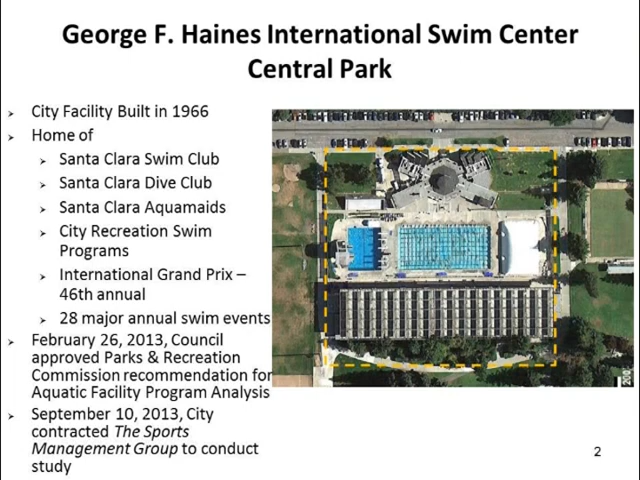 George F. Haines International Swim Center
Central Park
City Facility Built in 1966
Home of
Santa Clara Swim Club
Santa Clara Dive Club
Santa Clara Aquamaids
City Recreation Swim
Programs
International Grand Prix –
46th annual
28 major annual swim events
February 26, 2013, Council
approved Parks & Recreation
Commission recommendation for
Aquatic Facility Program Analysis
September 10, 2013, City
contracted The Sports
Management Group to conduct
study
200
2